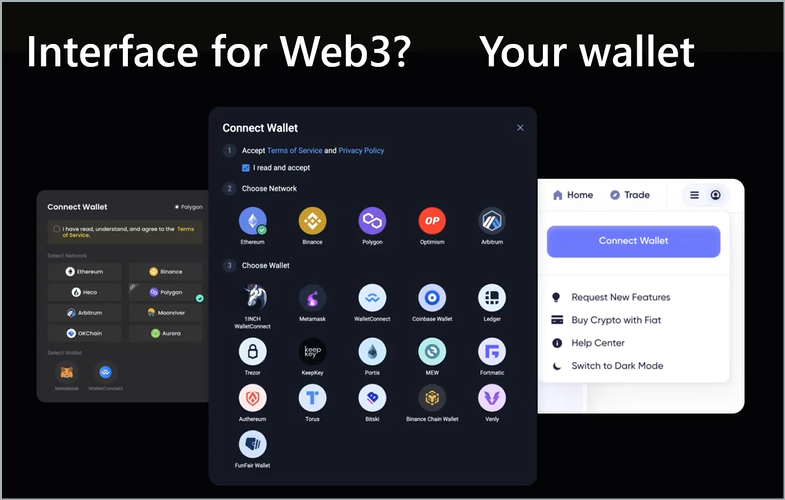 Interface for Web3? Your wallet
Connect Wallet
Polygon
I have read, understand, and agree to the Terms
of Service.
Select Network
Ethereum
Binance
Heco
Polygon
Arbitrum
Moonriver
OKChain
Aurora
Select Wallet
MetaMask
WalletConnect
Connect Wallet
1 Accept Terms of Service and Privacy Policy
I read and accept
2 Choose Network
Ethereum
Binance
Polygon
OP
Optimism
Arbitrum
3 Choose Wallet
1INCH
WalletConnect
Metamask
WalletConnect
Coinbase Wallet
Ledger
keep
key
Trezor
KeepKey
Portis
MEW
Fortmatic
Authereum
Torus
Bitski
Binance Chain Wallet
Venly
FunFair Wallet
Home
Trade
Connect Wallet
Request New Features
Buy Crypto with Fiat
Help Center
Switch to Dark Mode